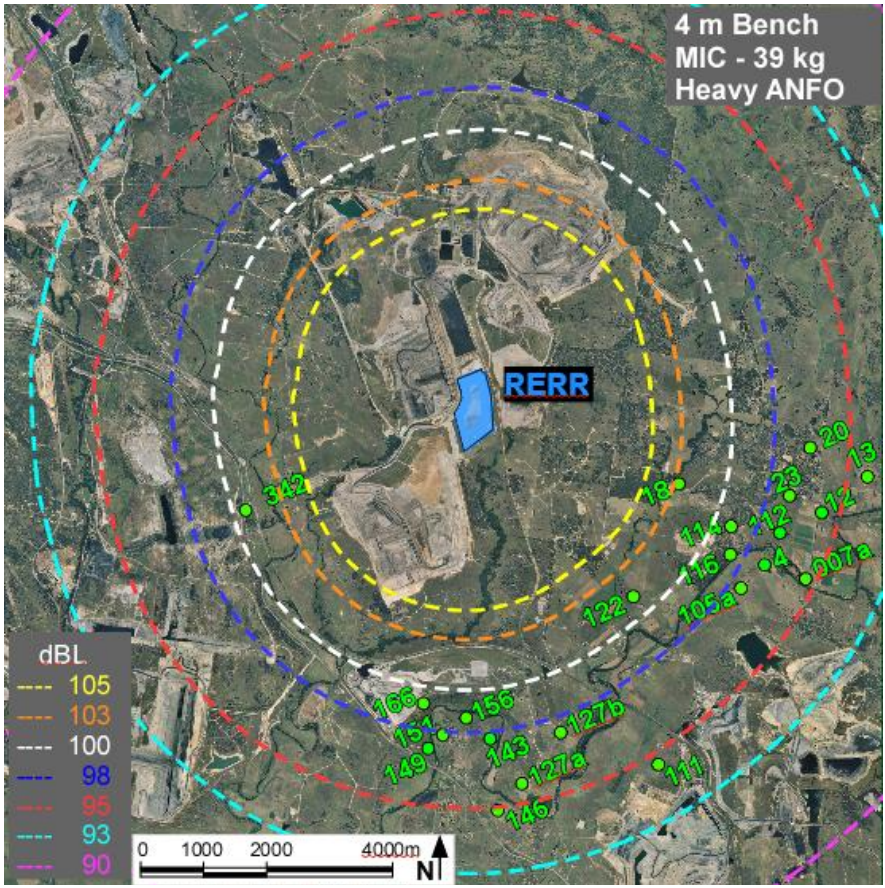 4 m Bench
MIC - 39 kg
Heavy ANFO
RERR
20
13
342
18
23
12
114
112
116
4
007a
105a
122
166
156
151
127b
149
143
111
127a
146
dBL
105
103
100
98
95
93
90
0 1000 2000 4000m
N